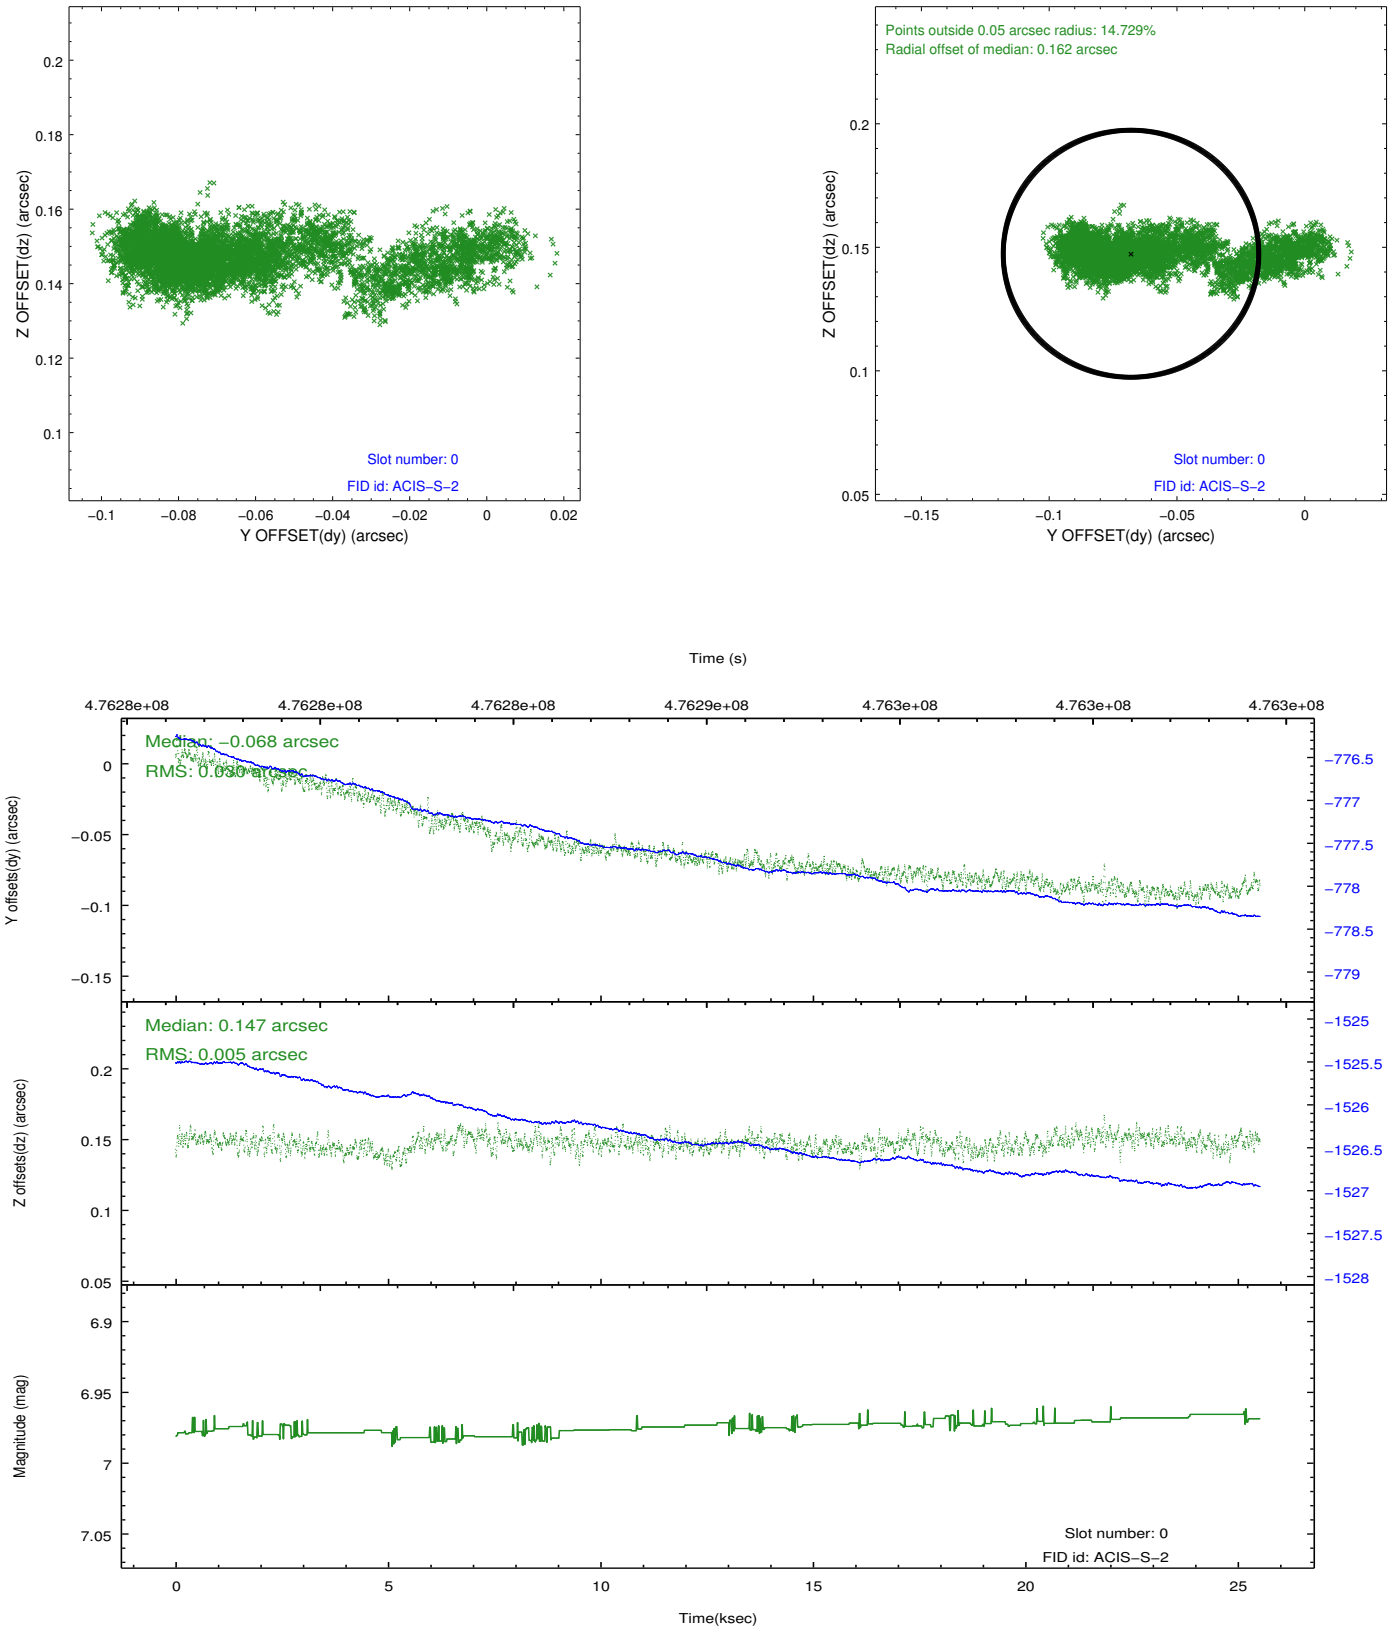 0.2
0.18
0.16
0.14
0.12
0.1
Z OFFSET(dz) (arcsec)
Slot number: 0
FID id: ACIS−S−2
−0.1 −0.08 −0.06 −0.04 −0.02 0 0.02
Y OFFSET(dy) (arcsec)
Points outside 0.05 arcsec radius: 14.729%
Radial offset of median: 0.162 arcsec
0.2
0.15
0.1
0.05
Z OFFSET(dz) (arcsec)
Slot number: 0
FID id: ACIS−S−2
−0.15 −0.1 −0.05 0
Y OFFSET(dy) (arcsec)
Time (s)
4.7628e+08 4.7628e+08 4.7628e+08 4.7629e+08 4.763e+08 4.763e+08 4.763e+08
Median: −0.068 arcsec
RMS: 0.030 arcsec
0
−0.05
−0.1
−0.15
Y offsets(dy) (arcsec)
−776.5
−777
−777.5
−778
−778.5
−779
Median: 0.147 arcsec
RMS: 0.005 arcsec
0.2
0.15
0.1
0.05
Z offsets(dz) (arcsec)
−1525
−1525.5
−1526
−1526.5
−1527
−1527.5
−1528
6.9
6.95
7
7.05
Magnitude (mag)
Slot number: 0
FID id: ACIS−S−2
0 5 10 15 20 25
Time(ksec)